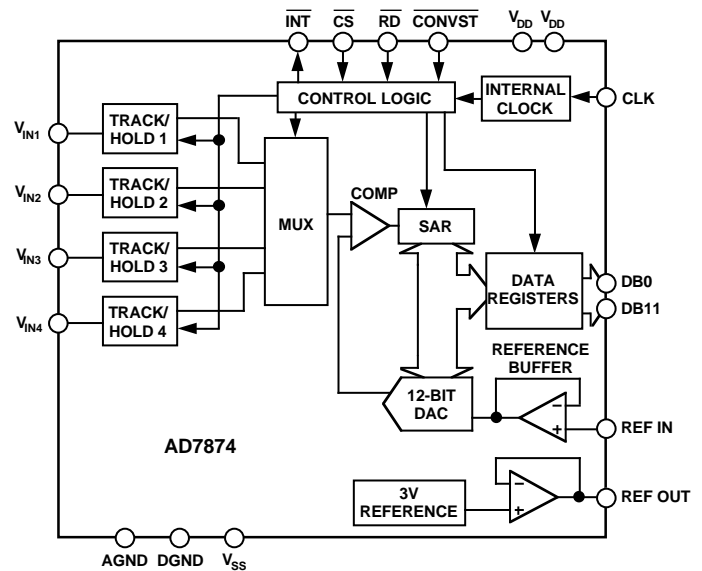 INT CS RD CONVST VDD VDD
CONTROL LOGIC
INTERNAL
CLOCK
CLK
VIN1
TRACK/
HOLD 1
VIN2
TRACK/
HOLD 2
VIN3
TRACK/
HOLD 3
VIN4
TRACK/
HOLD 4
MUX
COMP
SAR
DATA
REGISTERS
DB0
DB11
REFERENCE
BUFFER
12-BIT
DAC
−
+
REF IN
AD7874
3V
REFERENCE
−
+
REF OUT
AGND DGND VSS